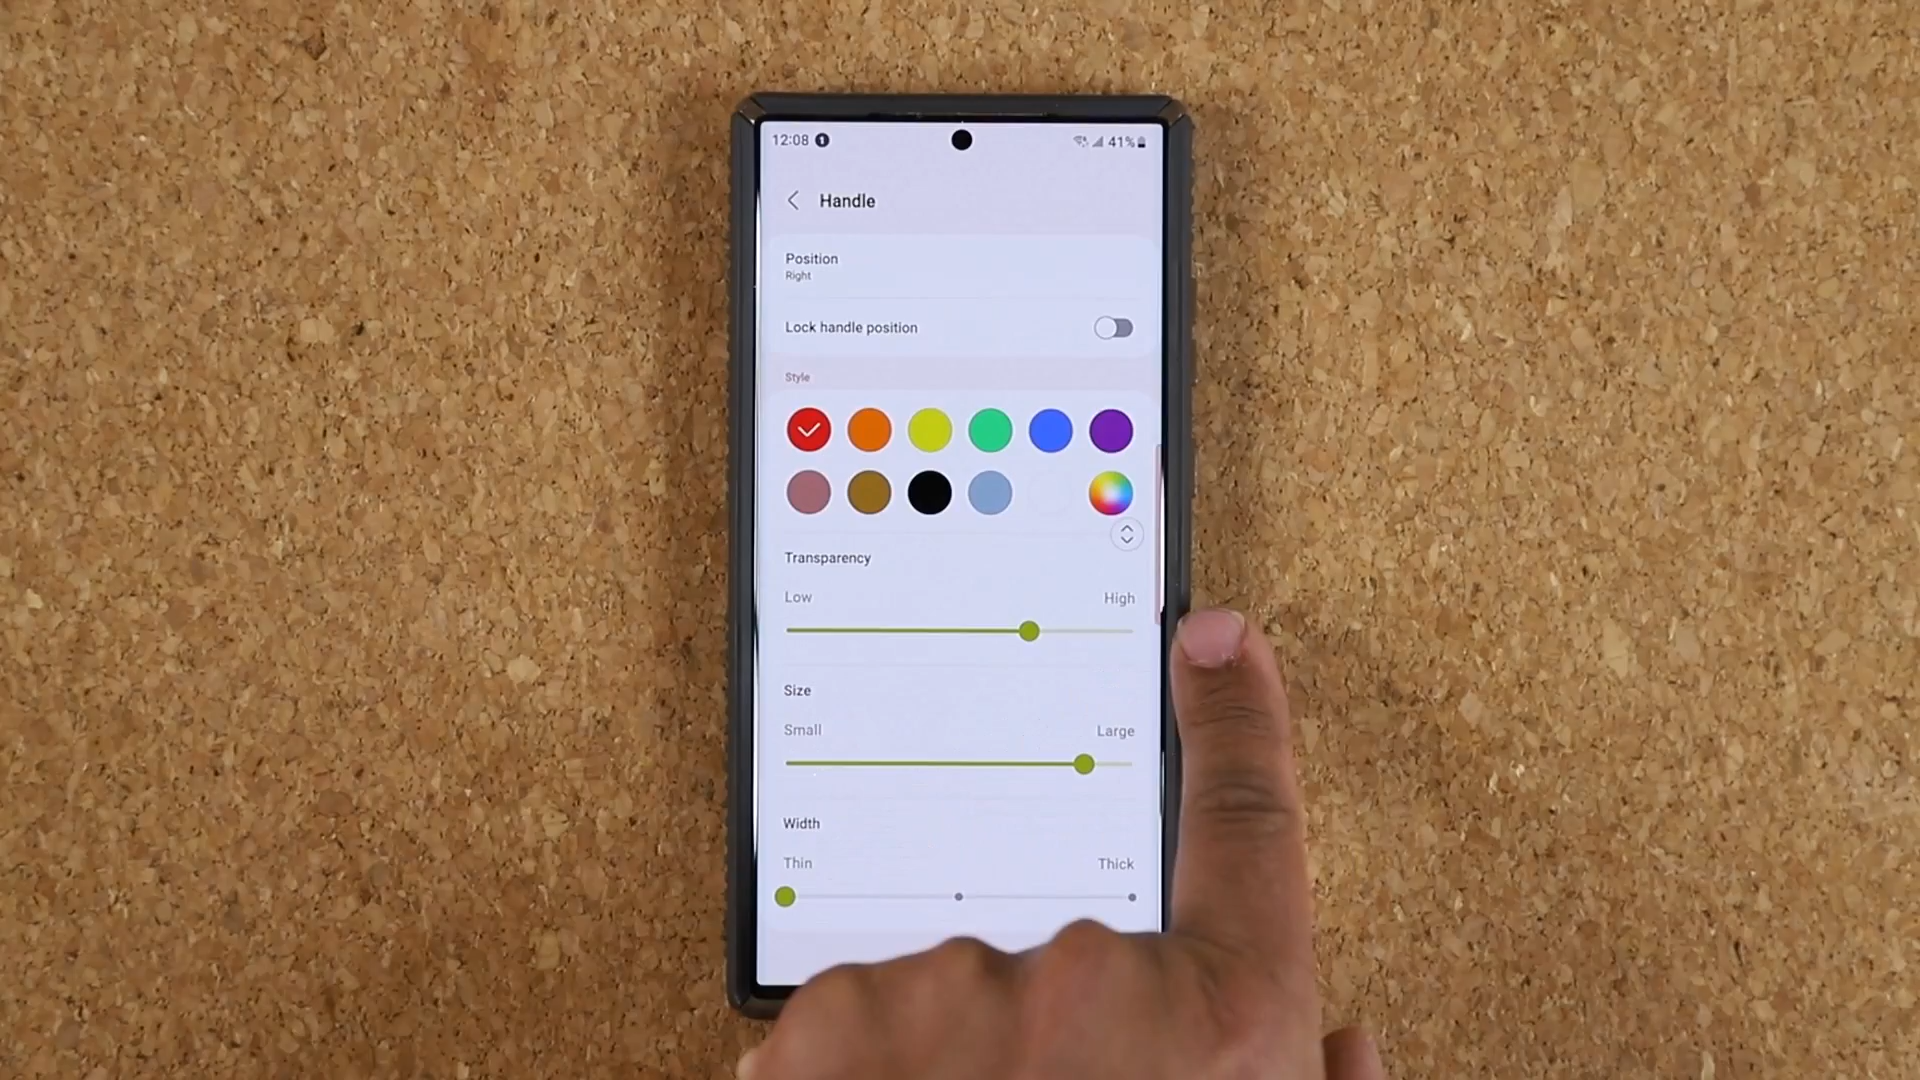 12:08 1 41%
Handle
Position
Right
Lock handle position
Style
Transparency
Low High
Size
Small Large
Width
Thin Thick